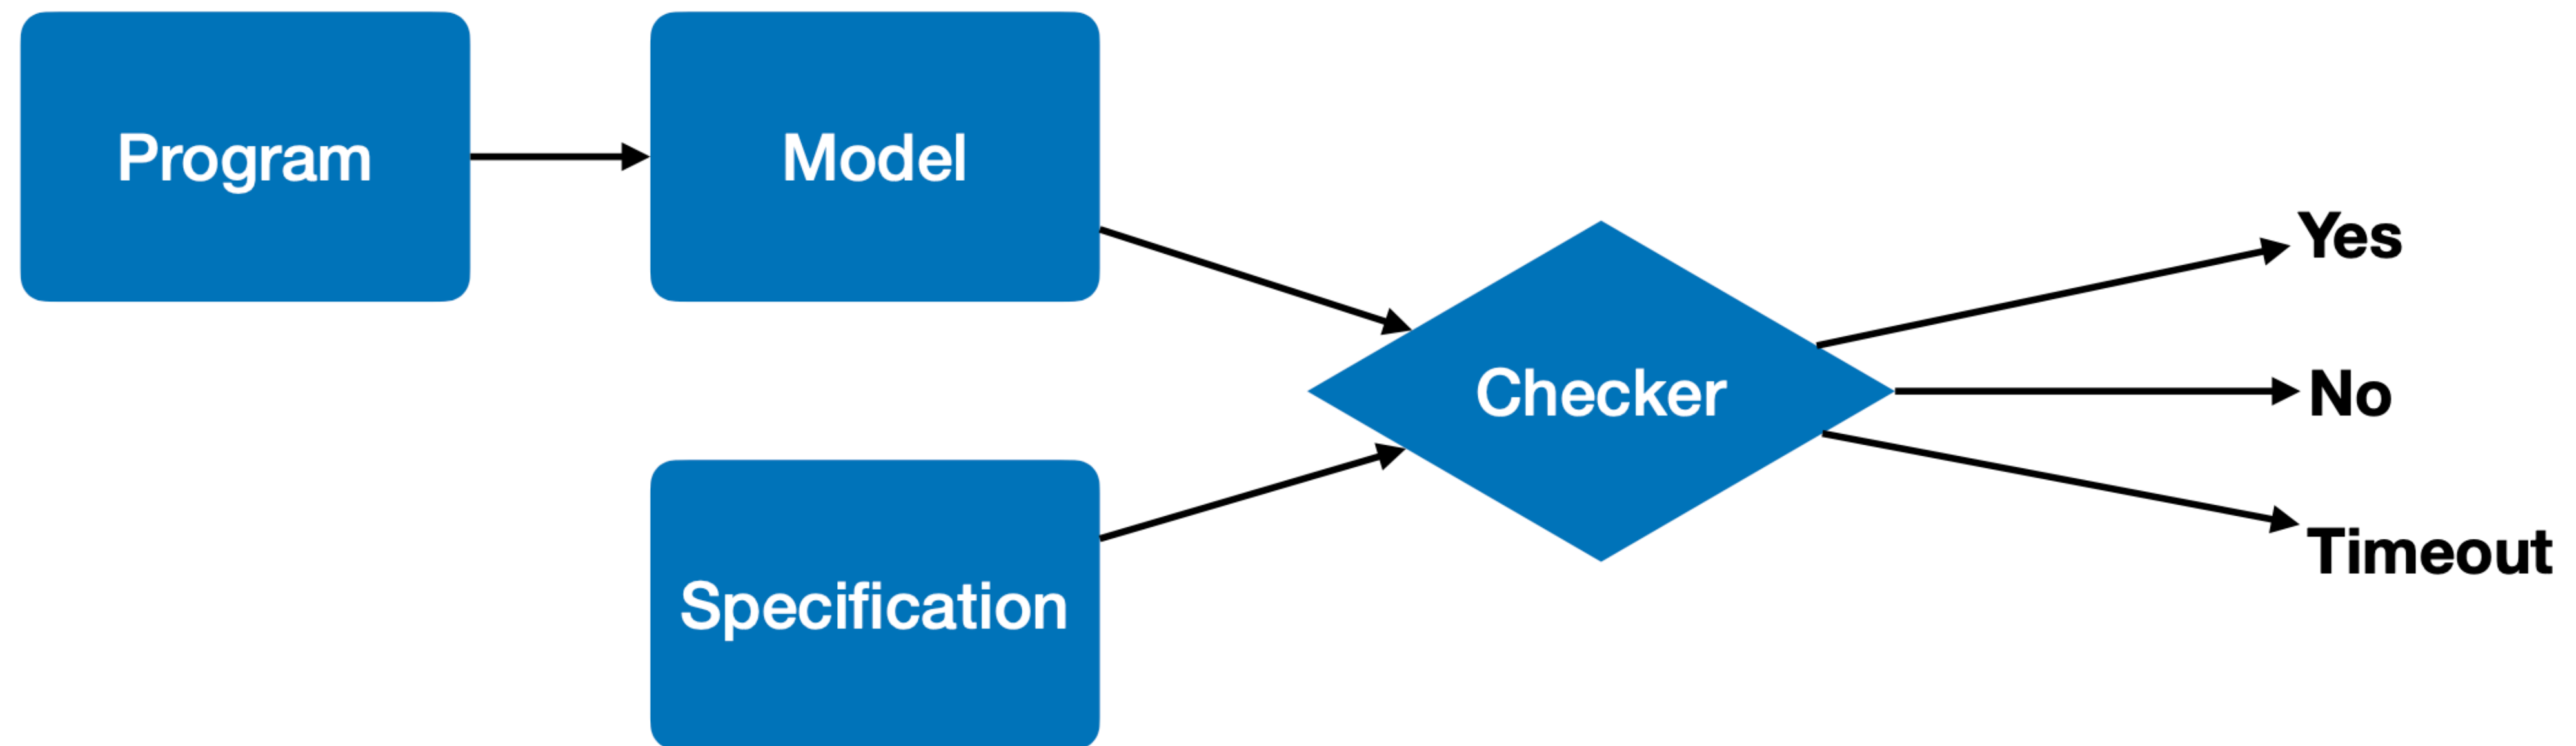 Program
Model
Specification
Checker
Yes
No
Timeout